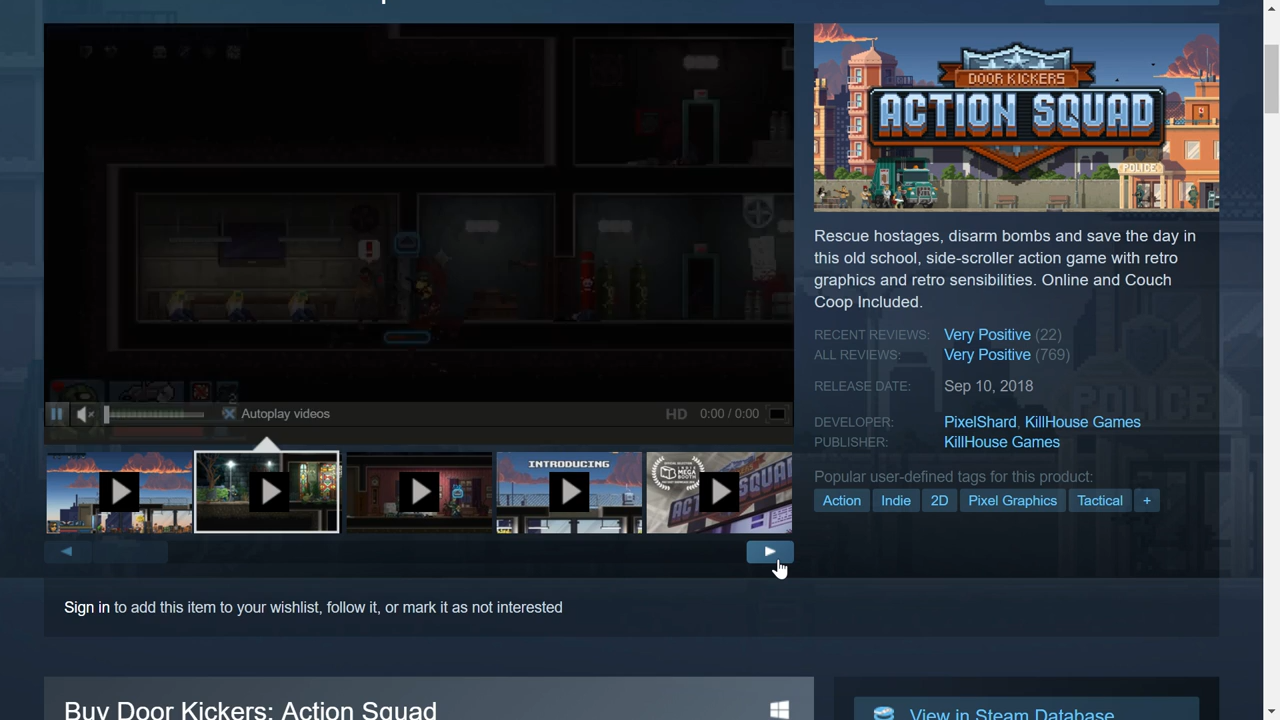 DOOR KICKERS
ACTION SQUAD
POLICE
Rescue hostages, disarm bombs and save the day in
this old school, side-scroller action game with retro
graphics and retro sensibilities. Online and Couch
Coop Included.
RECENT REVIEWS: Very Positive (22)
ALL REVIEWS: Very Positive (769)
RELEASE DATE: Sep 10, 2018
DEVELOPER: PixelShard, KillHouse Games
PUBLISHER: KillHouse Games
Popular user-defined tags for this product:
Action Indie 2D Pixel Graphics Tactical +
POLICE
Autoplay videos HD 0:00 / 0:00
INTRODUCING
MEGA
BOOTH
Sign in to add this item to your wishlist, follow it, or mark it as not interested
Buy Door Kickers: Action Squad
View in Steam Database